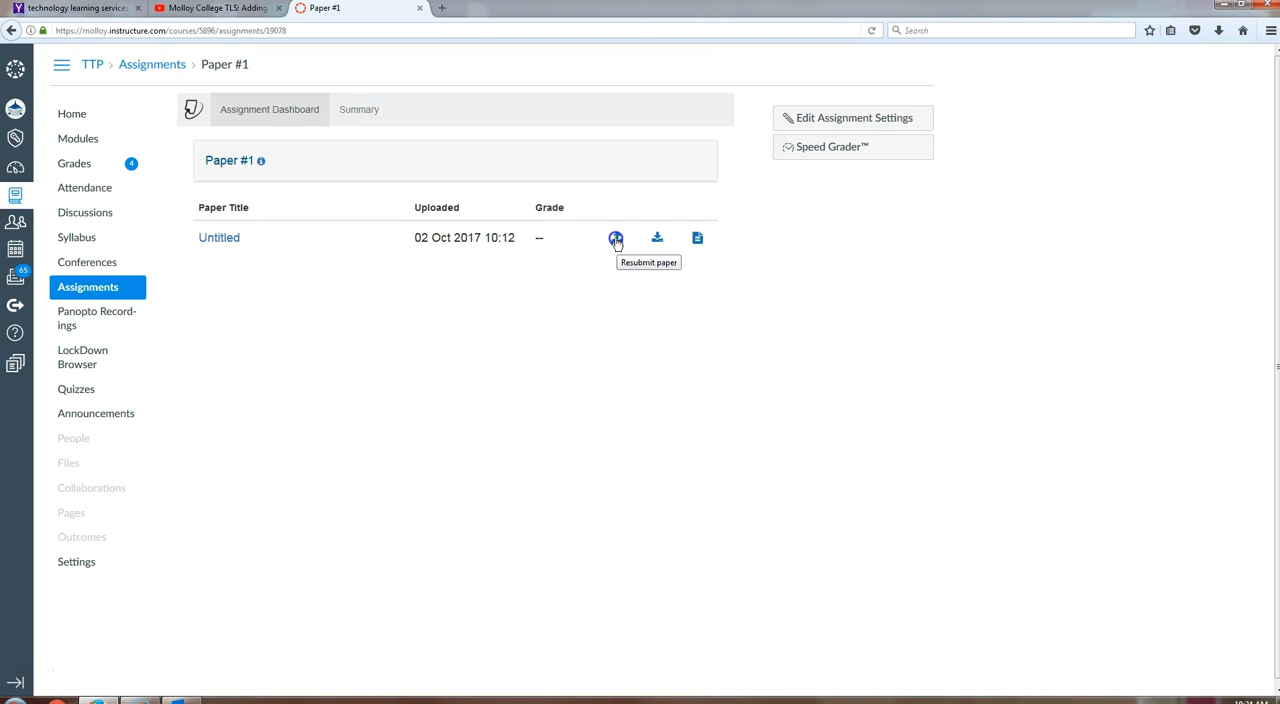 technology learning services
Molloy College TLS: Adding
Paper #1
https://molloy.instructure.com/courses/5896/assignments/19078
Search
TTP > Assignments > Paper #1
Home
Modules
Grades 4
Attendance
Discussions
Syllabus
Conferences
Assignments
Panopto Record-
ings
LockDown
Browser
Quizzes
Announcements
People
Files
Collaborations
Pages
Outcomes
Settings
65
Assignment Dashboard Summary
Paper #1
Paper Title Uploaded Grade
Untitled 02 Oct 2017 10:12 --
Resubmit paper
Edit Assignment Settings
Speed Grader™